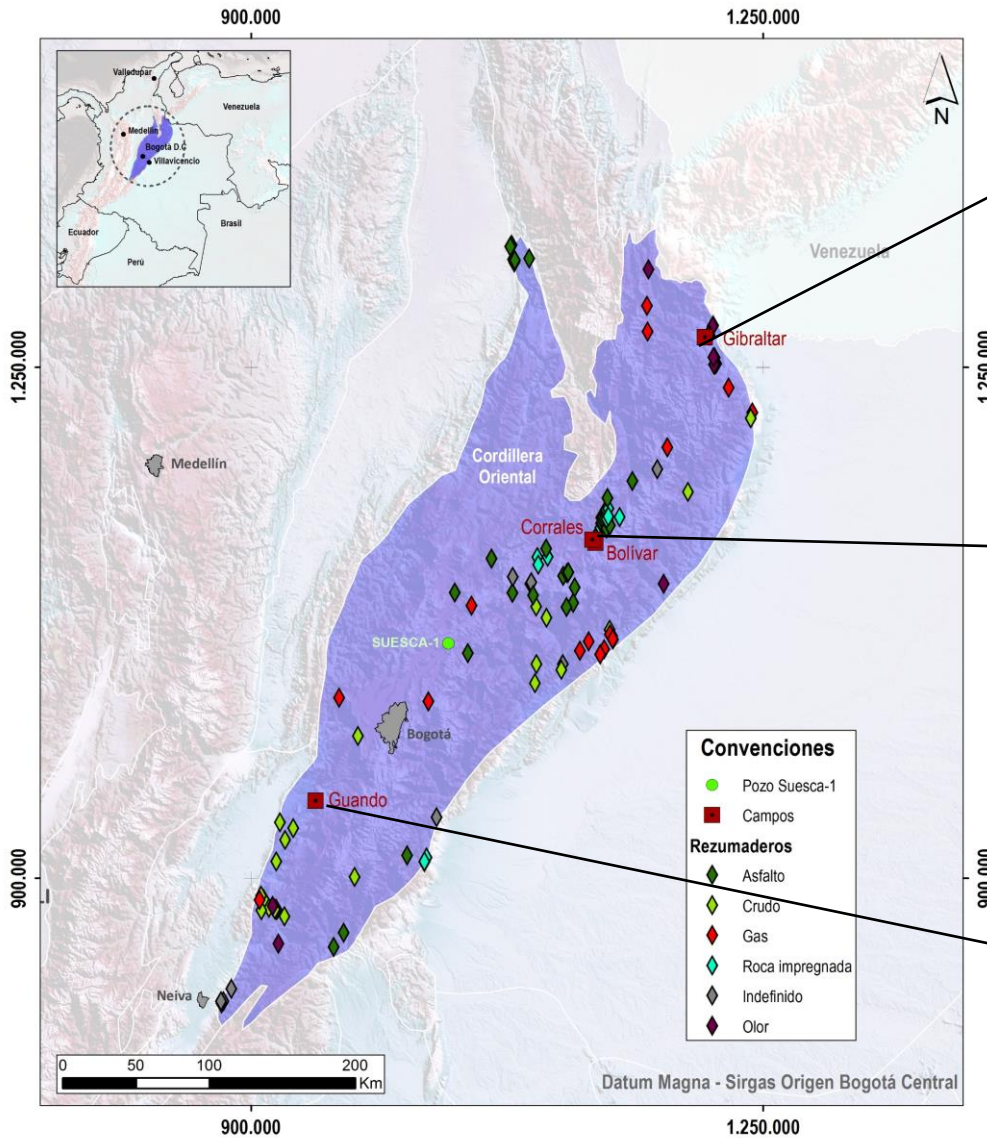 900.000
1.250.000
Valledupar
Venezuela
Medellín
Bogota D.C
Villavicencio
Ecuador
Brasil
Perú
N
Venezuela
Gibraltar
1.250.000
1.250.000
Medellín
Cordillera
Oriental
Corrales
Bolívar
SUESCA-1
Bogotá
Guando
900.000
900.000
Neiva
Convenciones
Pozo Suesca-1
Campos
Rezumaderos
Asfalto
Crudo
Gas
Roca impregnada
Indefinido
Olor
0
50
100
200
Km
Datum Magna - Sirgas Origen Bogotá Central
900.000
1.250.000